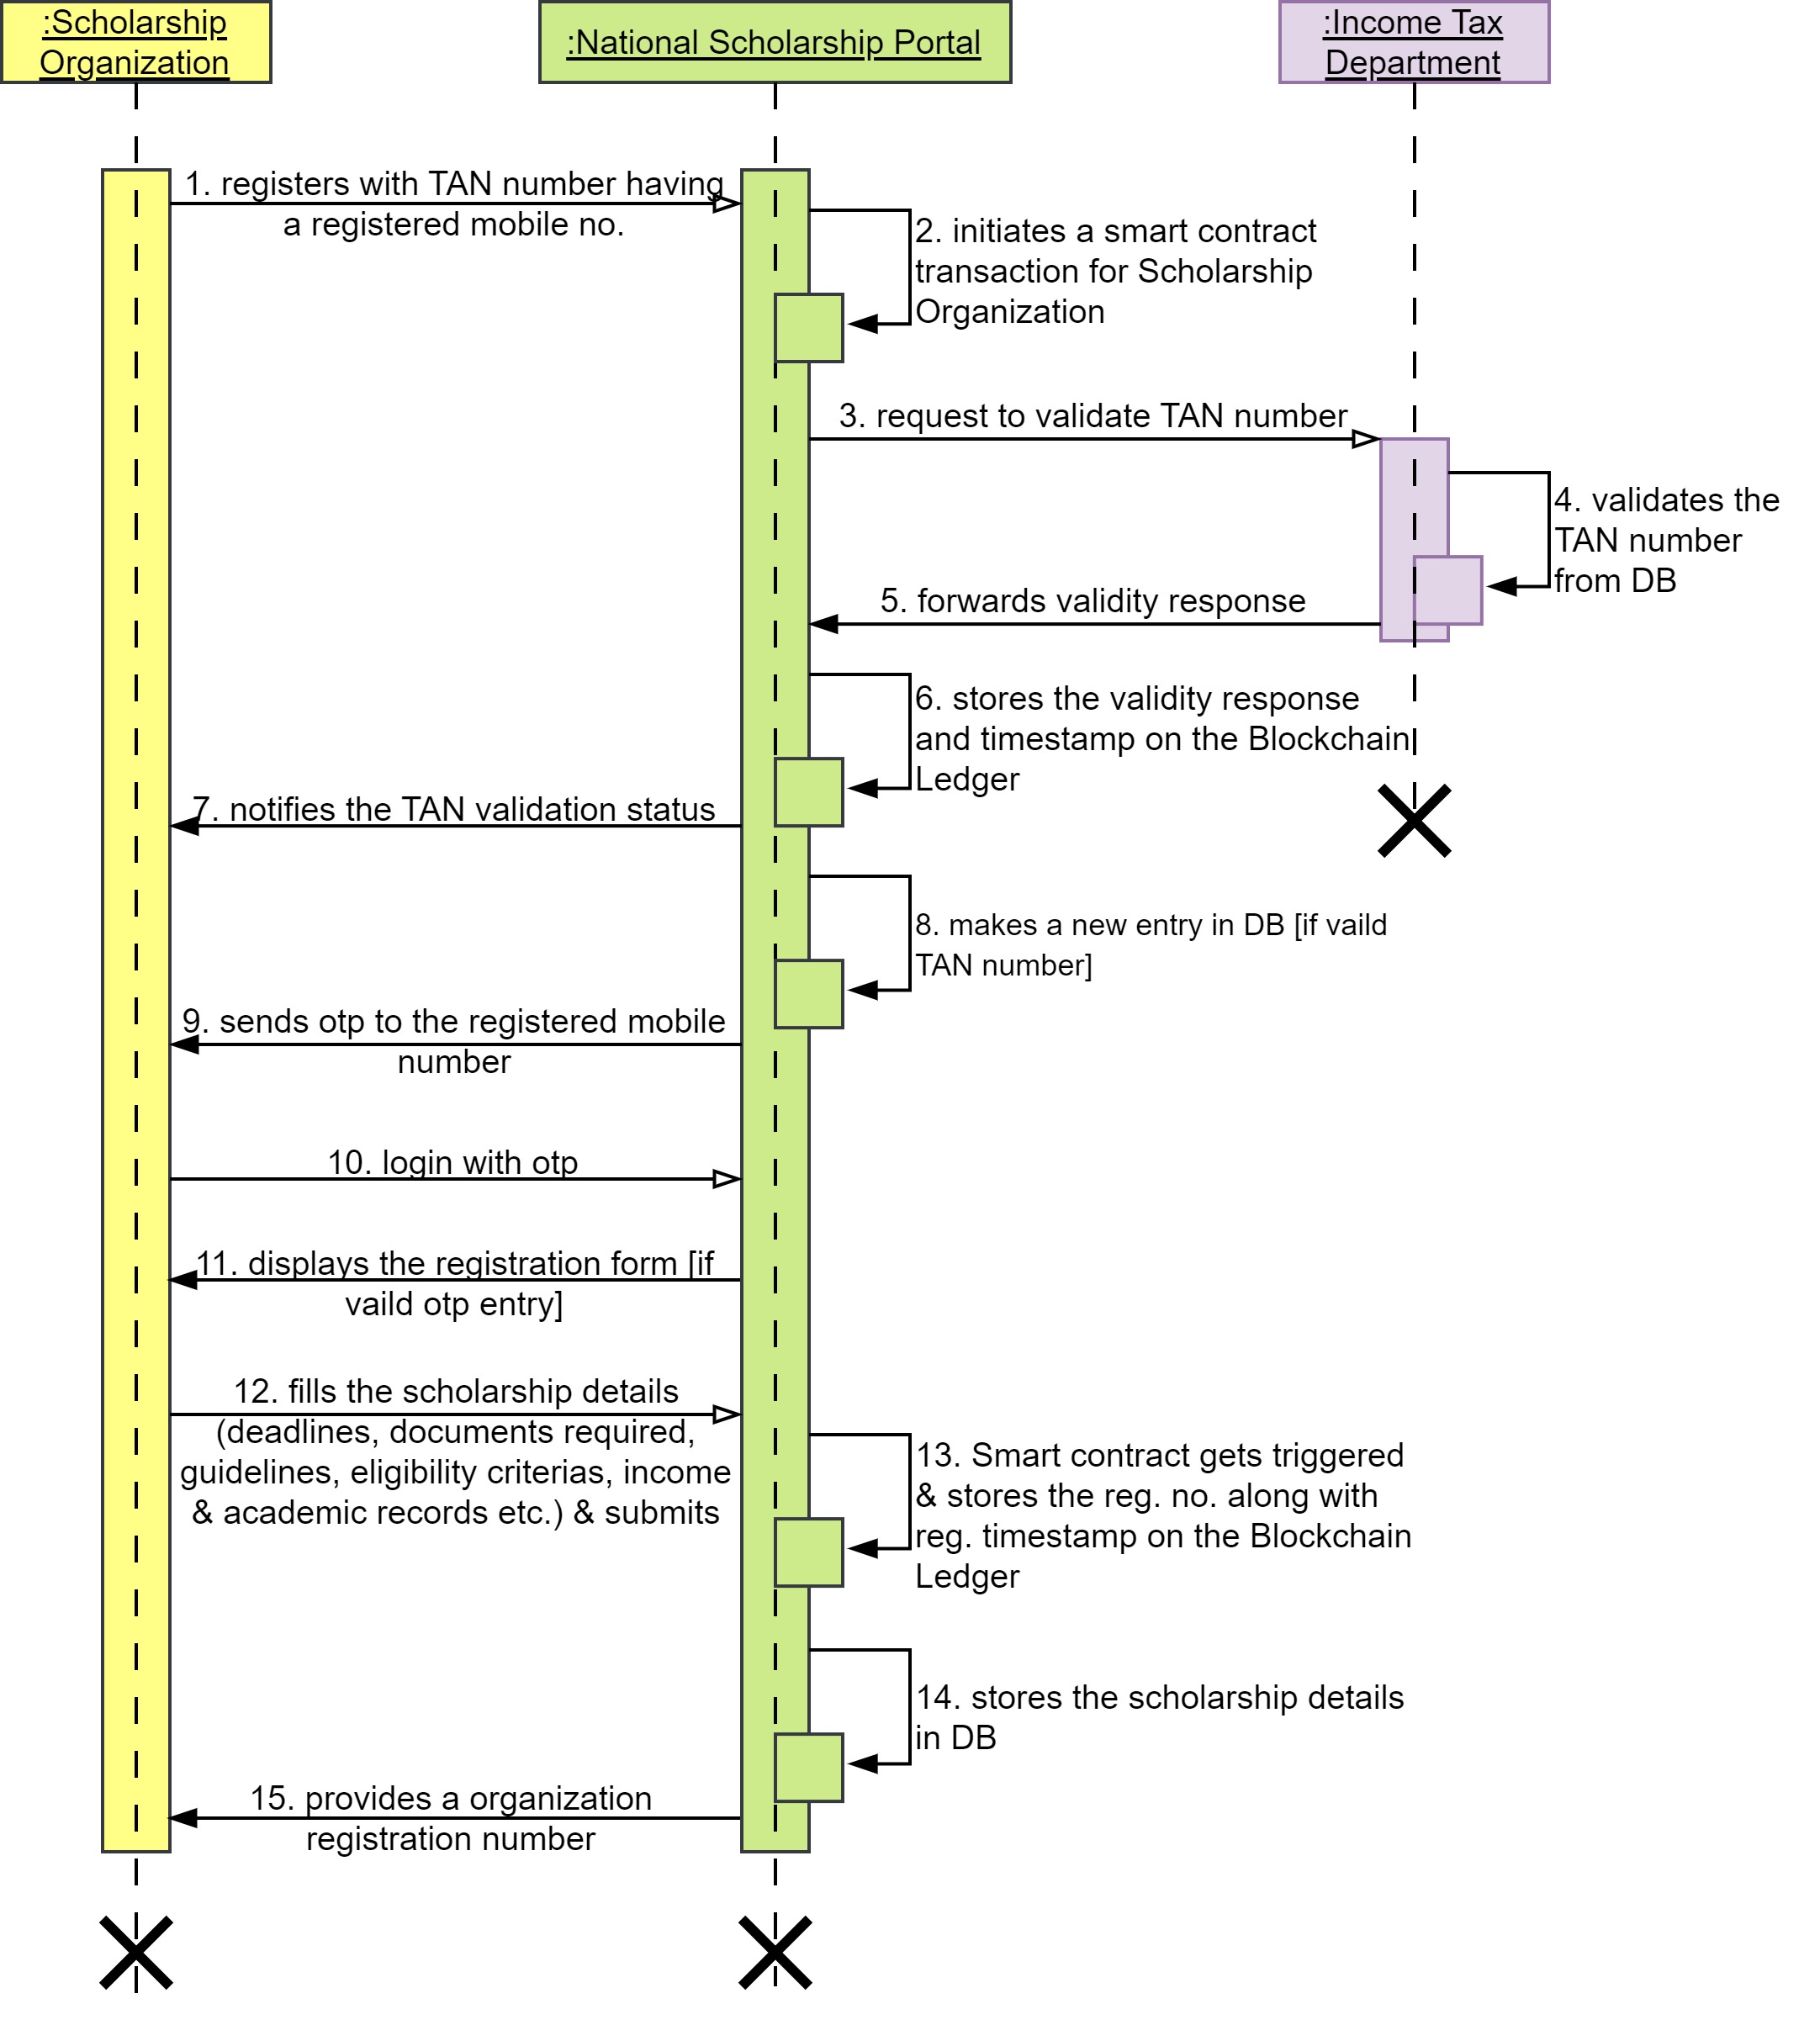 :Scholarship
Organization
:National Scholarship Portal
:Income Tax
Department
1. registers with TAN number having
a registered mobile no.
2. initiates a smart contract
transaction for Scholarship
Organization
3. request to validate TAN number
4. validates the
TAN number
from DB
5. forwards validity response
6. stores the validity response
and timestamp on the Blockchain
Ledger
7. notifies the TAN validation status
8. makes a new entry in DB [if vaild
TAN number]
9. sends otp to the registered mobile
number
10. login with otp
11. displays the registration form [if
vaild otp entry]
12. fills the scholarship details
(deadlines, documents required,
guidelines, eligibility criterias, income
& academic records etc.) & submits
13. Smart contract gets triggered
& stores the reg. no. along with
reg. timestamp on the Blockchain
Ledger
14. stores the scholarship details
in DB
15. provides a organization
registration number